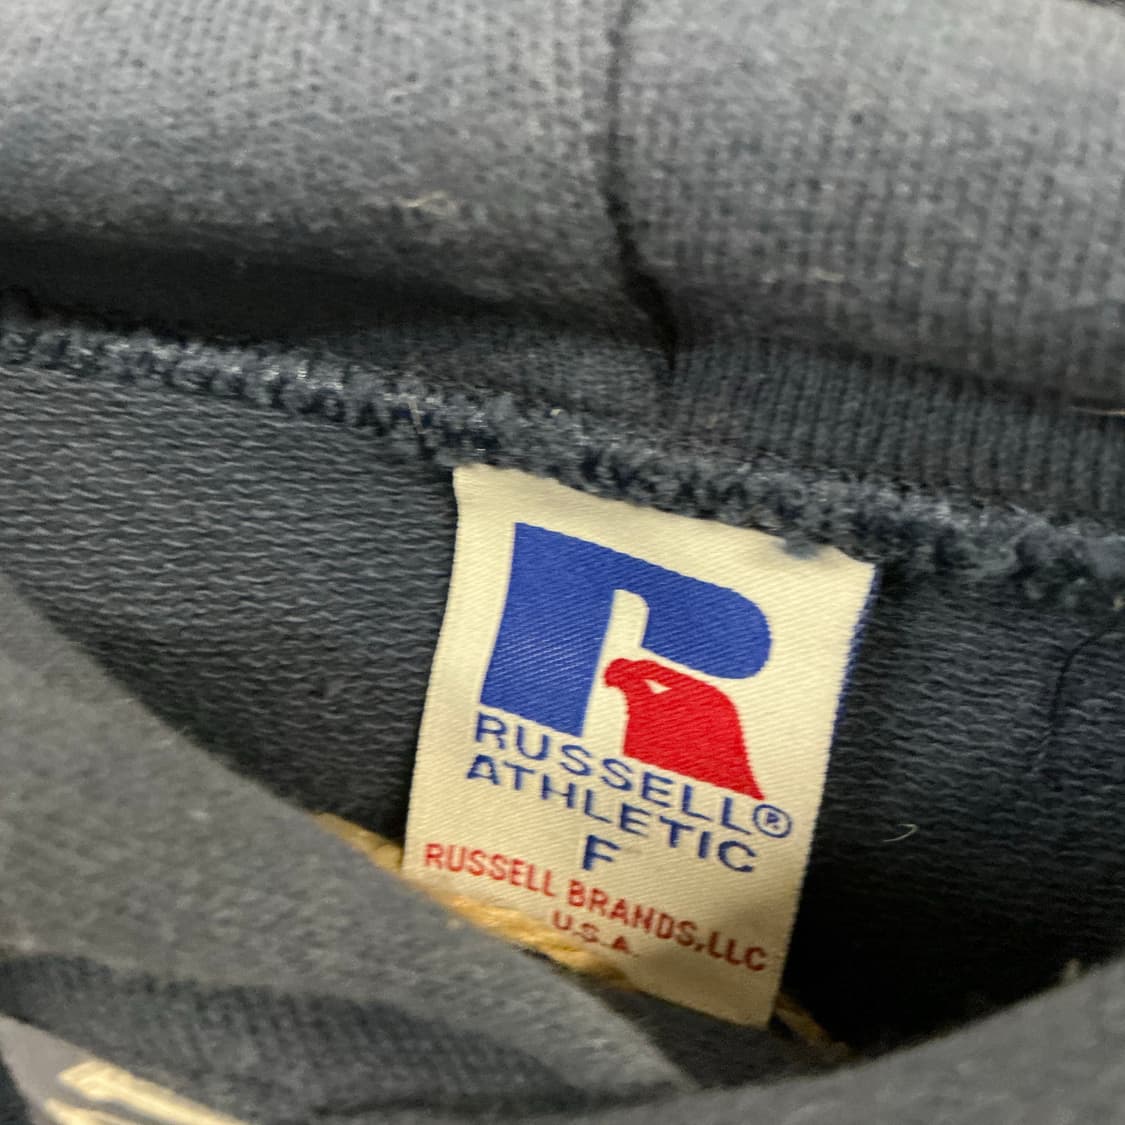 RUSSELL®
ATHLETIC
F
RUSSELL BRANDS,LLC
U.S.A.